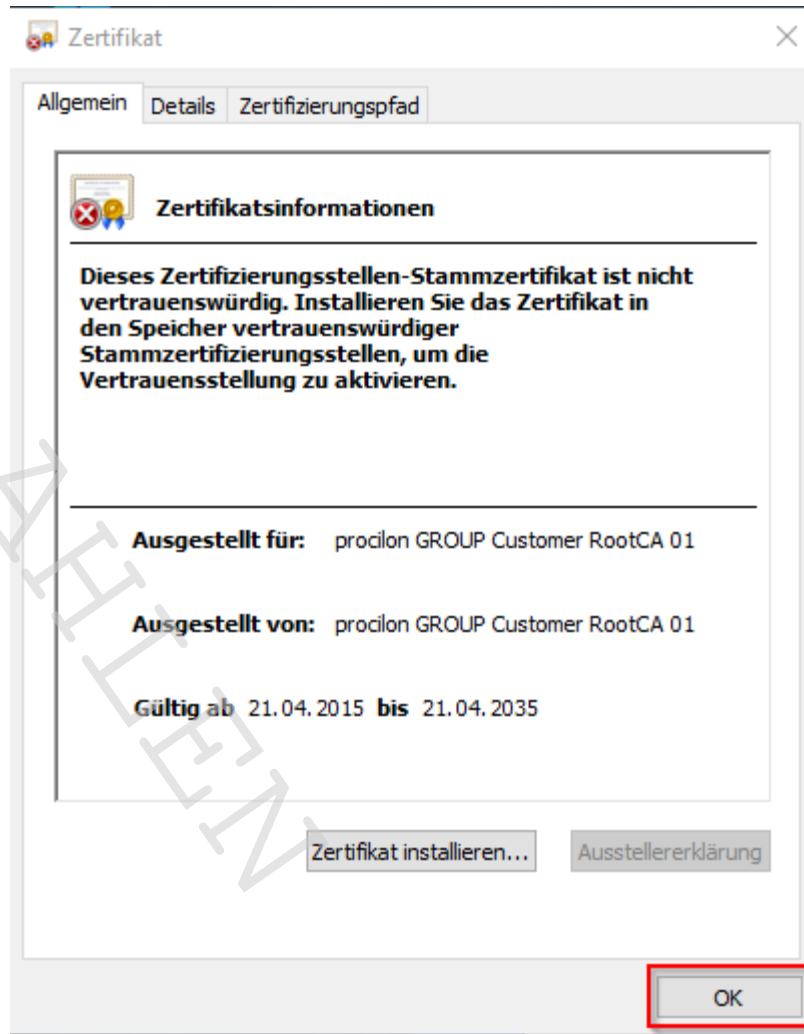 Zertifikat
Allgemein Details Zertifizierungspfad
Zertifikatsinformationen
Dieses Zertifizierungsstellen-Stammzertifikat ist nicht
vertrauenswürdig. Installieren Sie das Zertifikat in
den Speicher vertrauenswürdiger
Stammzertifizierungsstellen, um die
Vertrauensstellung zu aktivieren.
Ausgestellt für: procilon GROUP Customer RootCA 01
Ausgestellt von: procilon GROUP Customer RootCA 01
Gültig ab 21.04.2015 bis 21.04.2035
Zertifikat installieren... Ausstellererklärung
OK
AHLEN